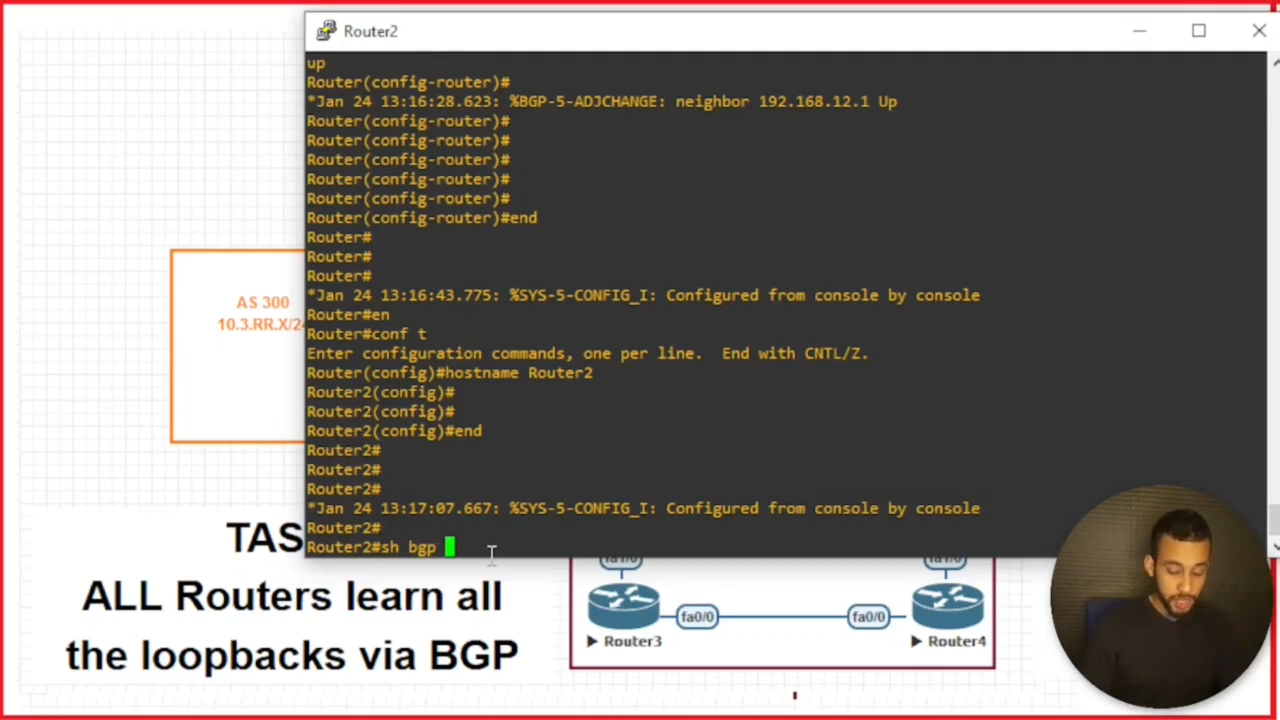 Router2
up
Router(config-router)#
*Jan 24 13:16:28.623: %BGP-5-ADJCHANGE: neighbor 192.168.12.1 Up
Router(config-router)#
Router(config-router)#
Router(config-router)#
Router(config-router)#
Router(config-router)#
Router(config-router)#end
Router#
Router#
Router#
*Jan 24 13:16:43.775: %SYS-5-CONFIG_I: Configured from console by console
Router#en
Router#conf t
Enter configuration commands, one per line.  End with CNTL/Z.
Router(config)#hostname Router2
Router2(config)#
Router2(config)#
Router2(config)#end
Router2#
Router2#
Router2#
*Jan 24 13:17:07.667: %SYS-5-CONFIG_I: Configured from console by console
Router2#
Router2#sh bgp
AS 300
10.3.RR.X/24
TAS
ALL Routers learn all
the loopbacks via BGP
fa1/0
fa1/0
fa0/0
fa0/0
Router3
Router4